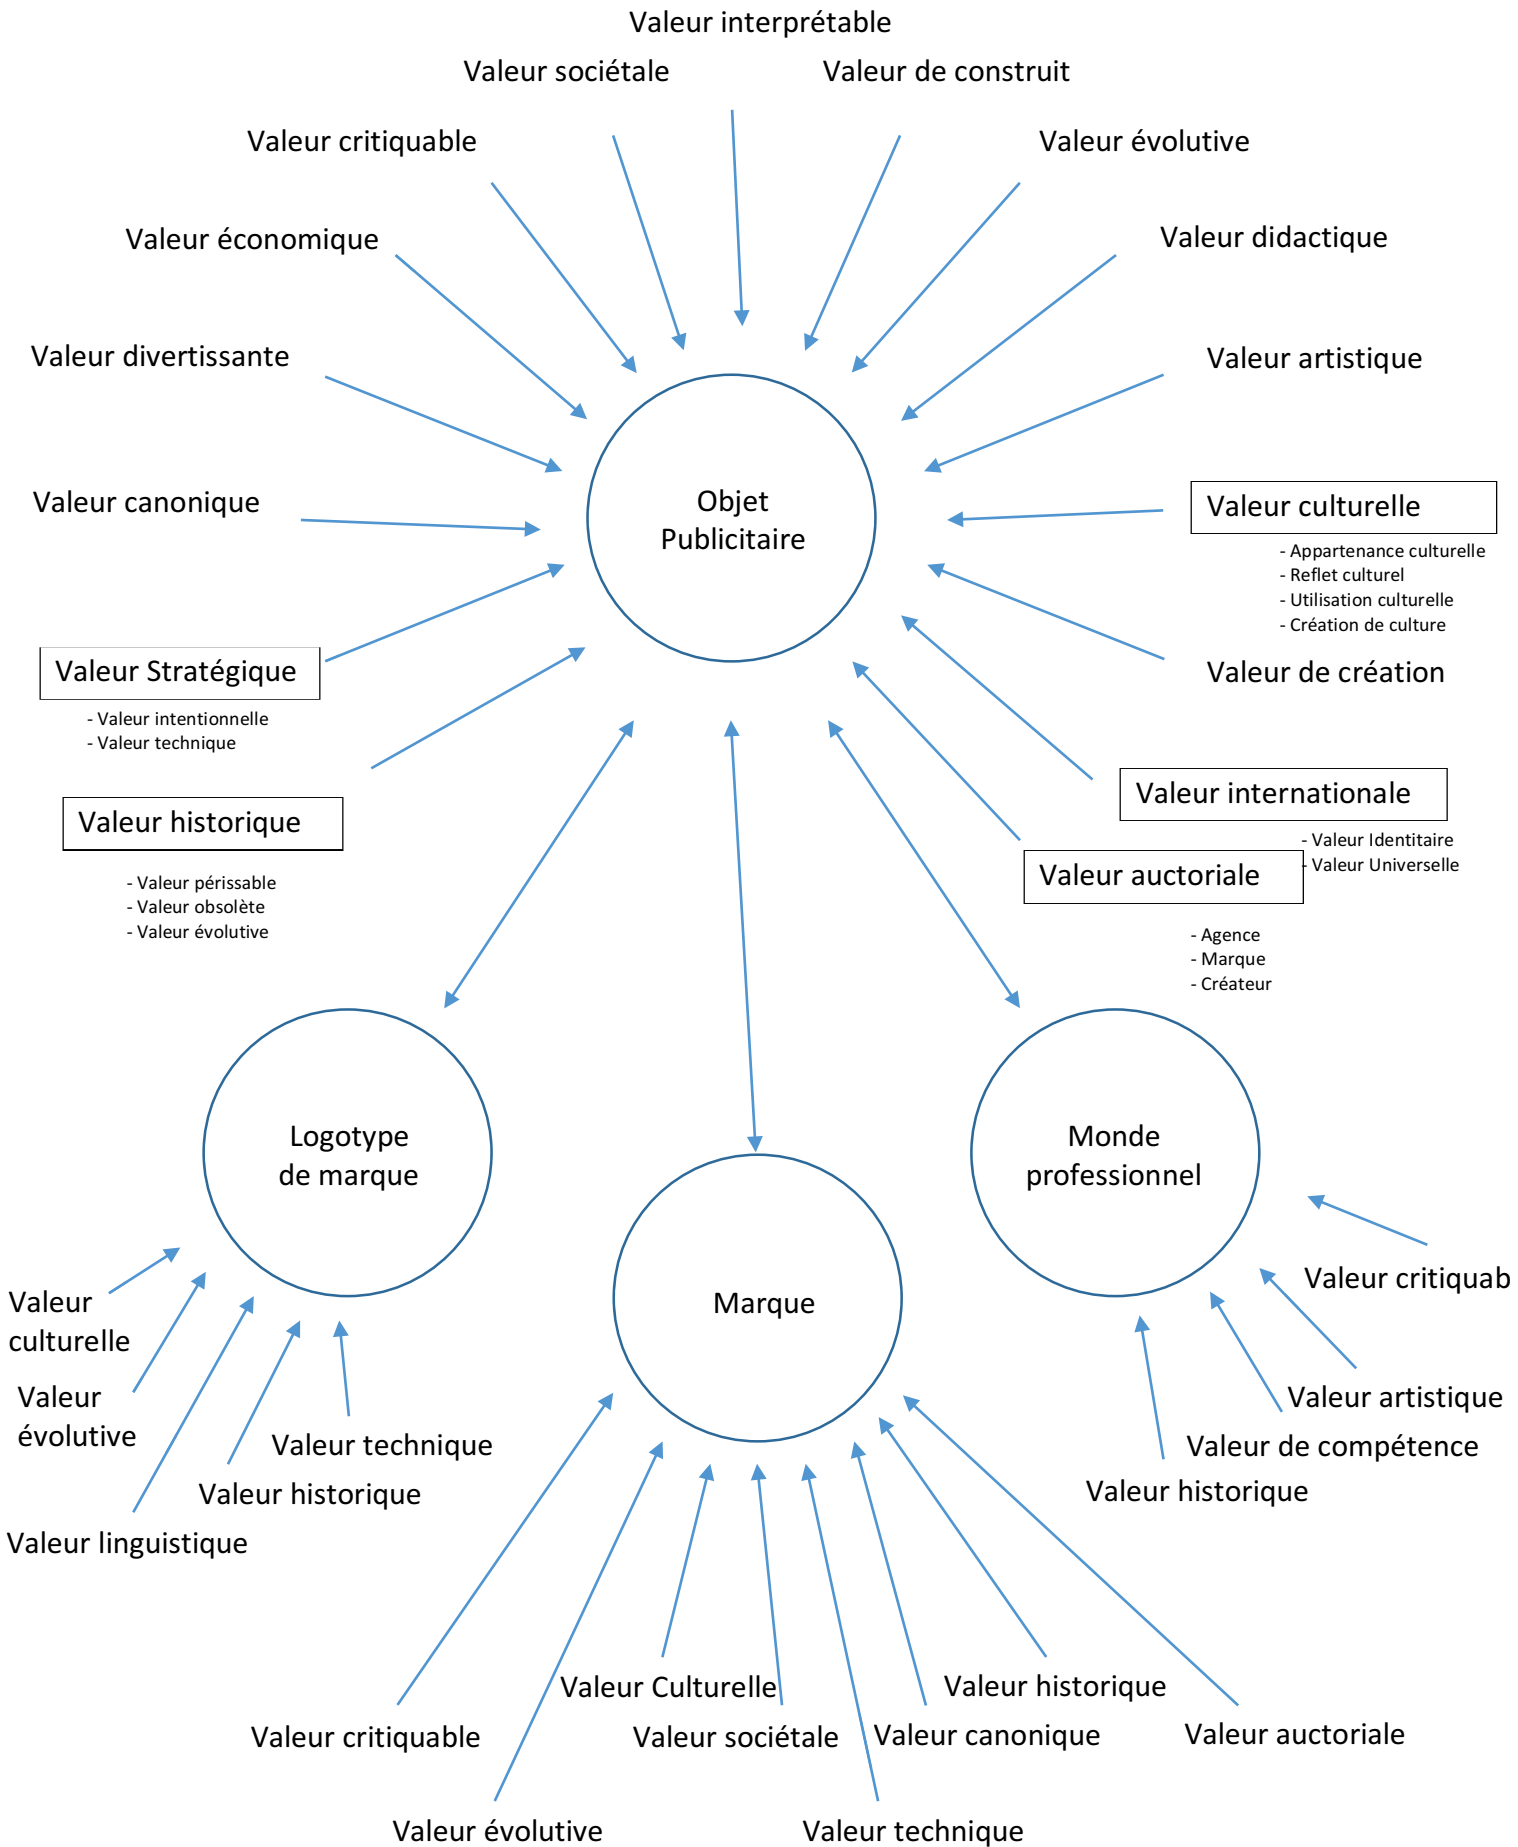 Valeur interprétable
Valeur sociétale
Valeur de construit
Valeur critiquable
Valeur évolutive
Valeur économique
Valeur didactique
Valeur divertissante
Valeur artistique
Valeur canonique
Objet
Publicitaire
Valeur culturelle
- Appartenance culturelle
- Reflet culturel
- Utilisation culturelle
- Création de culture
Valeur Stratégique
- Valeur intentionnelle
- Valeur technique
Valeur de création
Valeur historique
- Valeur périssable
- Valeur obsolète
- Valeur évolutive
Valeur internationale
- Valeur Identitaire
- Valeur Universelle
Valeur auctoriale
- Agence
- Marque
- Créateur
Logotype
de marque
Monde
professionnel
Marque
Valeur
culturelle
Valeur
évolutive
Valeur technique
Valeur historique
Valeur linguistique
Valeur critiquab
Valeur artistique
Valeur de compétence
Valeur historique
Valeur Culturelle
Valeur historique
Valeur critiquable
Valeur sociétale
Valeur canonique
Valeur auctoriale
Valeur évolutive
Valeur technique